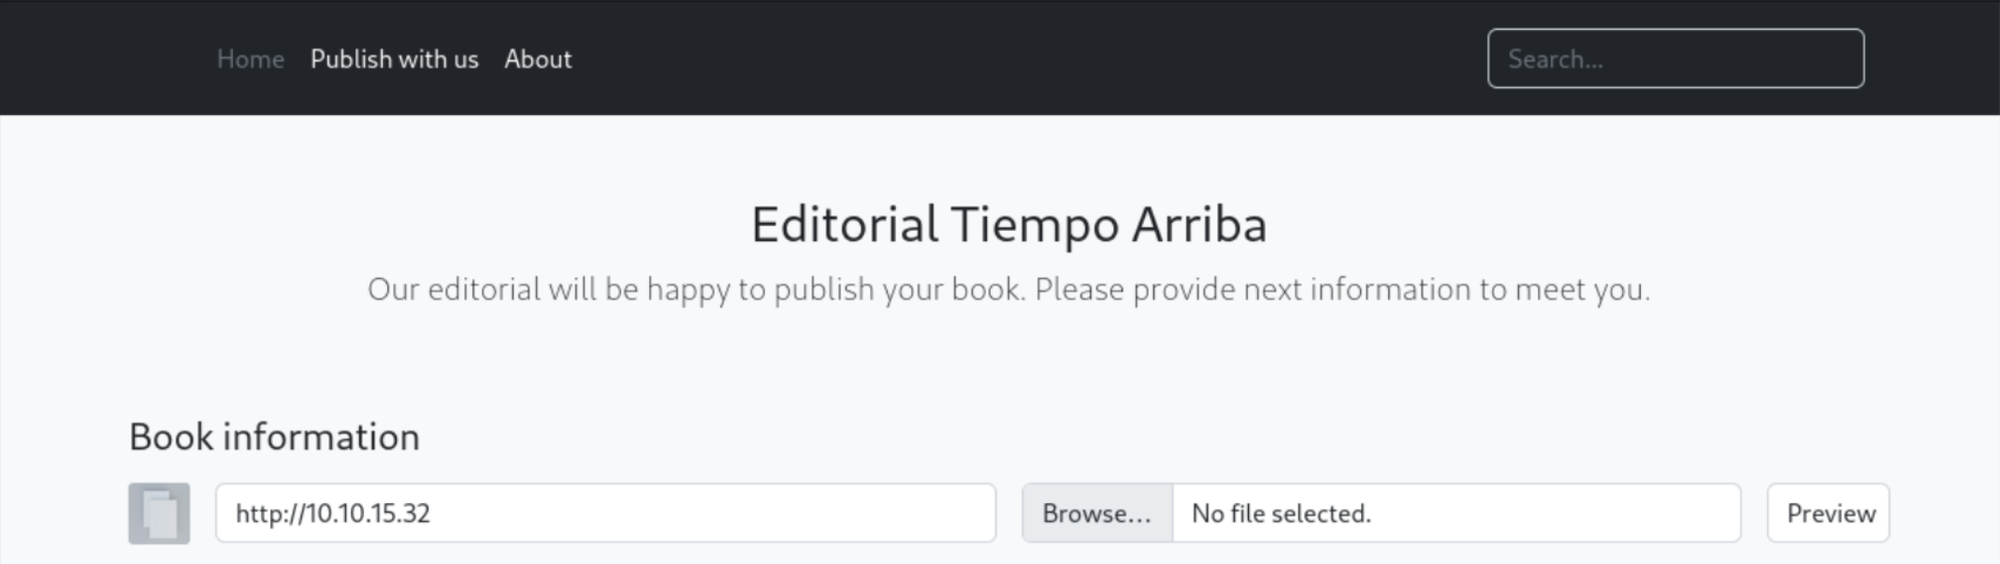 Home Publish with us About Search...
Editorial Tiempo Arriba
Our editorial will be happy to publish your book. Please provide next information to meet you.
Book information
http://10.10.15.32 Browse... No file selected. Preview